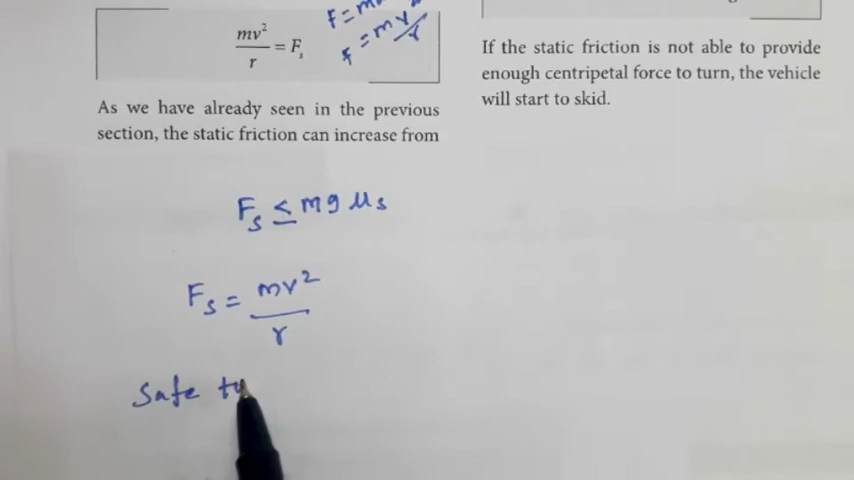 mv²/r = Fₛ
F = m
F = mv/r
As we have already seen in the previous
section, the static friction can increase from
If the static friction is not able to provide
enough centripetal force to turn, the vehicle
will start to skid.
Fₛ ≤ mg μₛ
Fₛ = mv²/r
Safe tu